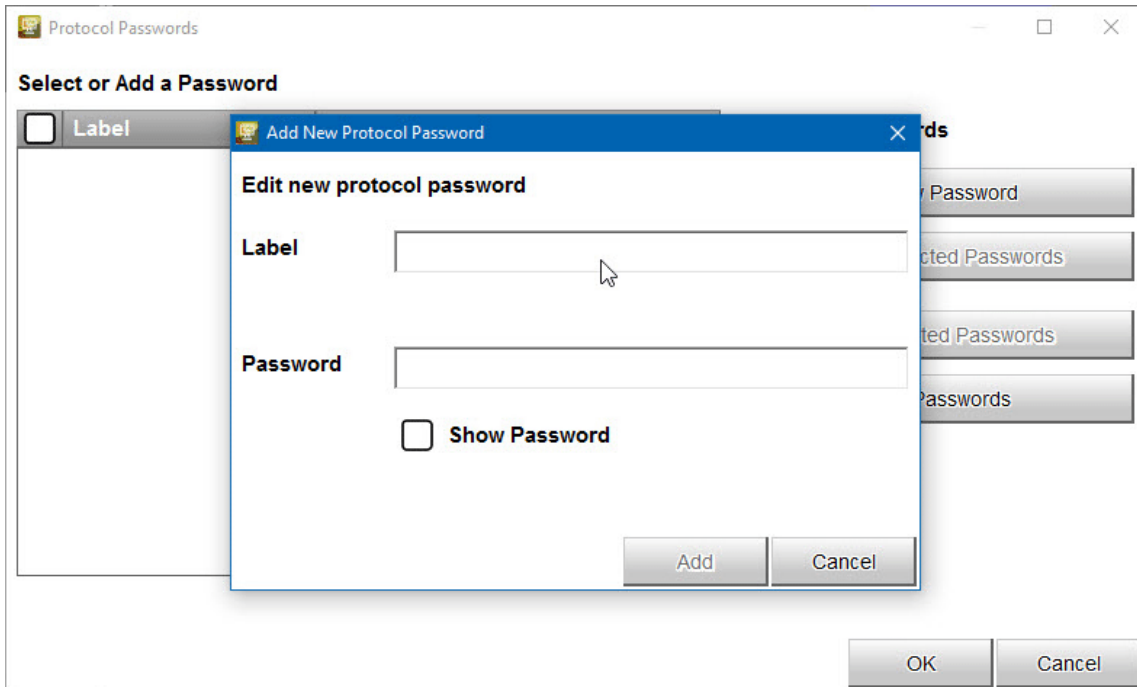 Protocol Passwords
Select or Add a Password
Label
Add New Protocol Password
rds
Edit new protocol password
Password
Label
cted Passwords
ted Passwords
Password
Passwords
Show Password
Add Cancel
OK Cancel